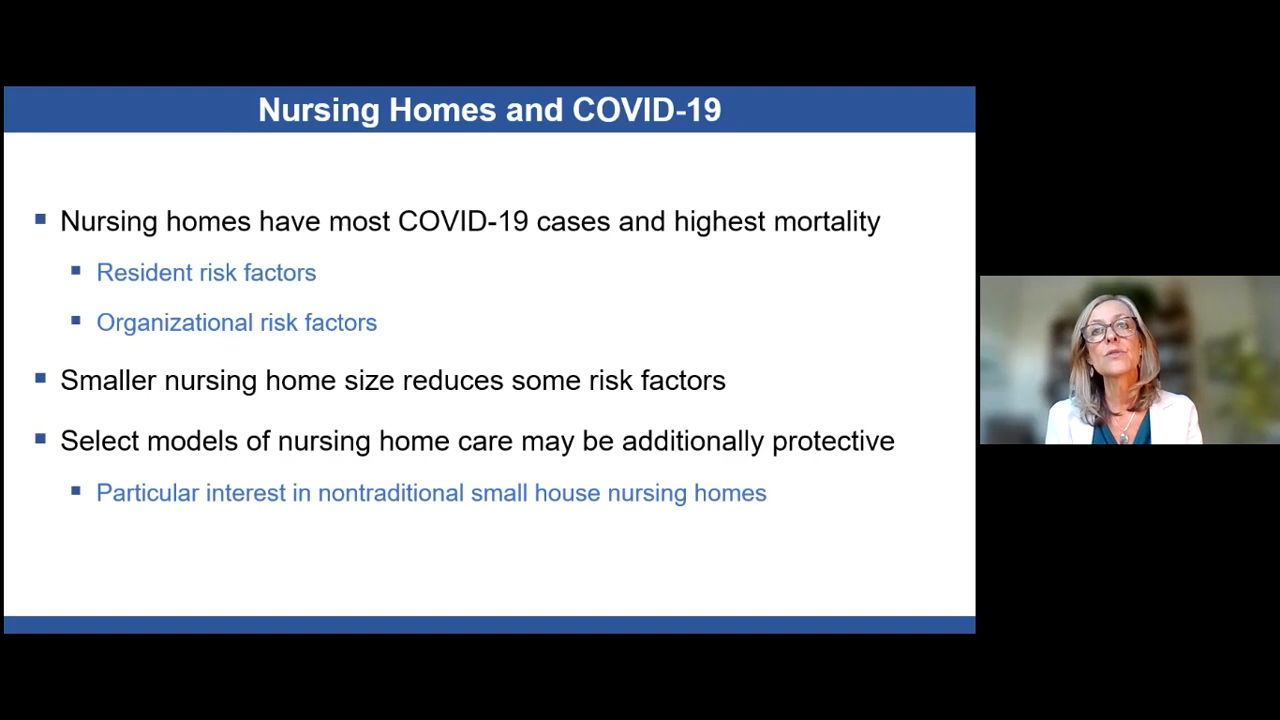 Nursing Homes and COVID-19
Nursing homes have most COVID-19 cases and highest mortality
Resident risk factors
Organizational risk factors
Smaller nursing home size reduces some risk factors
Select models of nursing home care may be additionally protective
Particular interest in nontraditional small house nursing homes